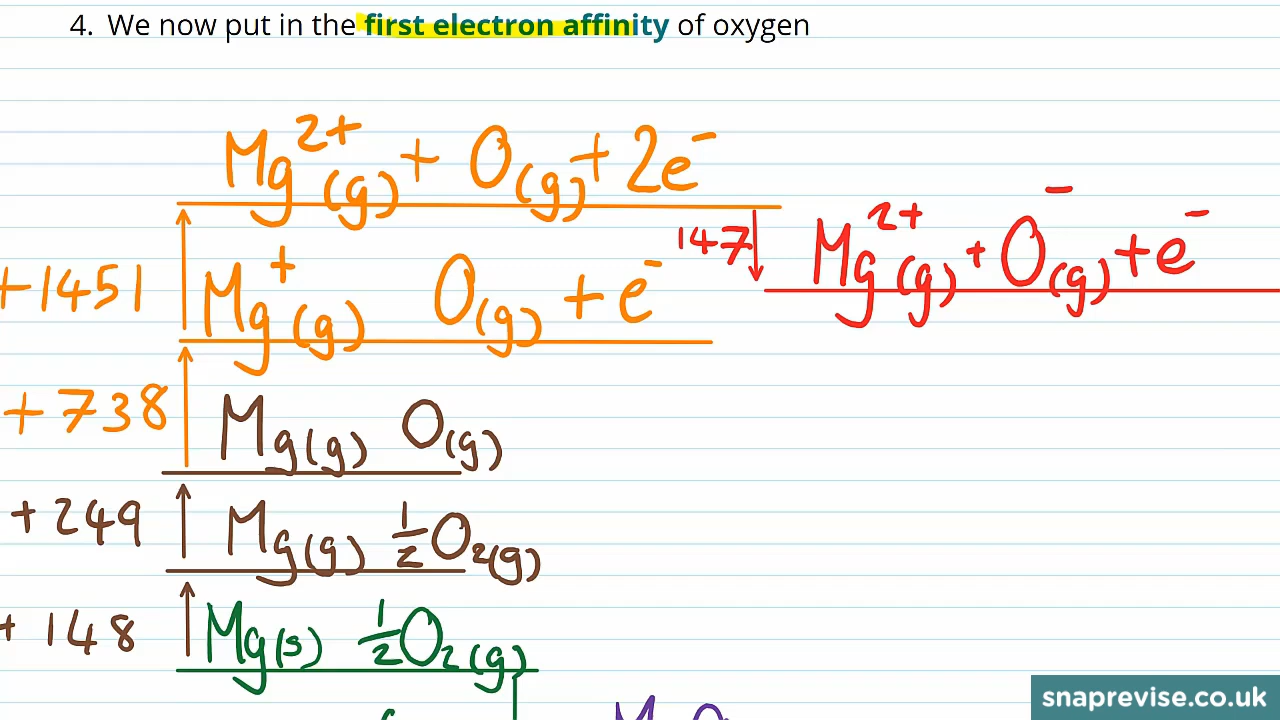 4. We now put in the first electron affinity of oxygen
Mg²⁺(g) + O(g) + 2e⁻
147
Mg²⁺(g) + O⁻(g) + e⁻
+1451
Mg⁺(g) O(g) + e⁻
+738
Mg(g) O(g)
+249
Mg(g) ½O₂(g)
+148
Mg(s) ½O₂(g)
snaprevise.co.uk